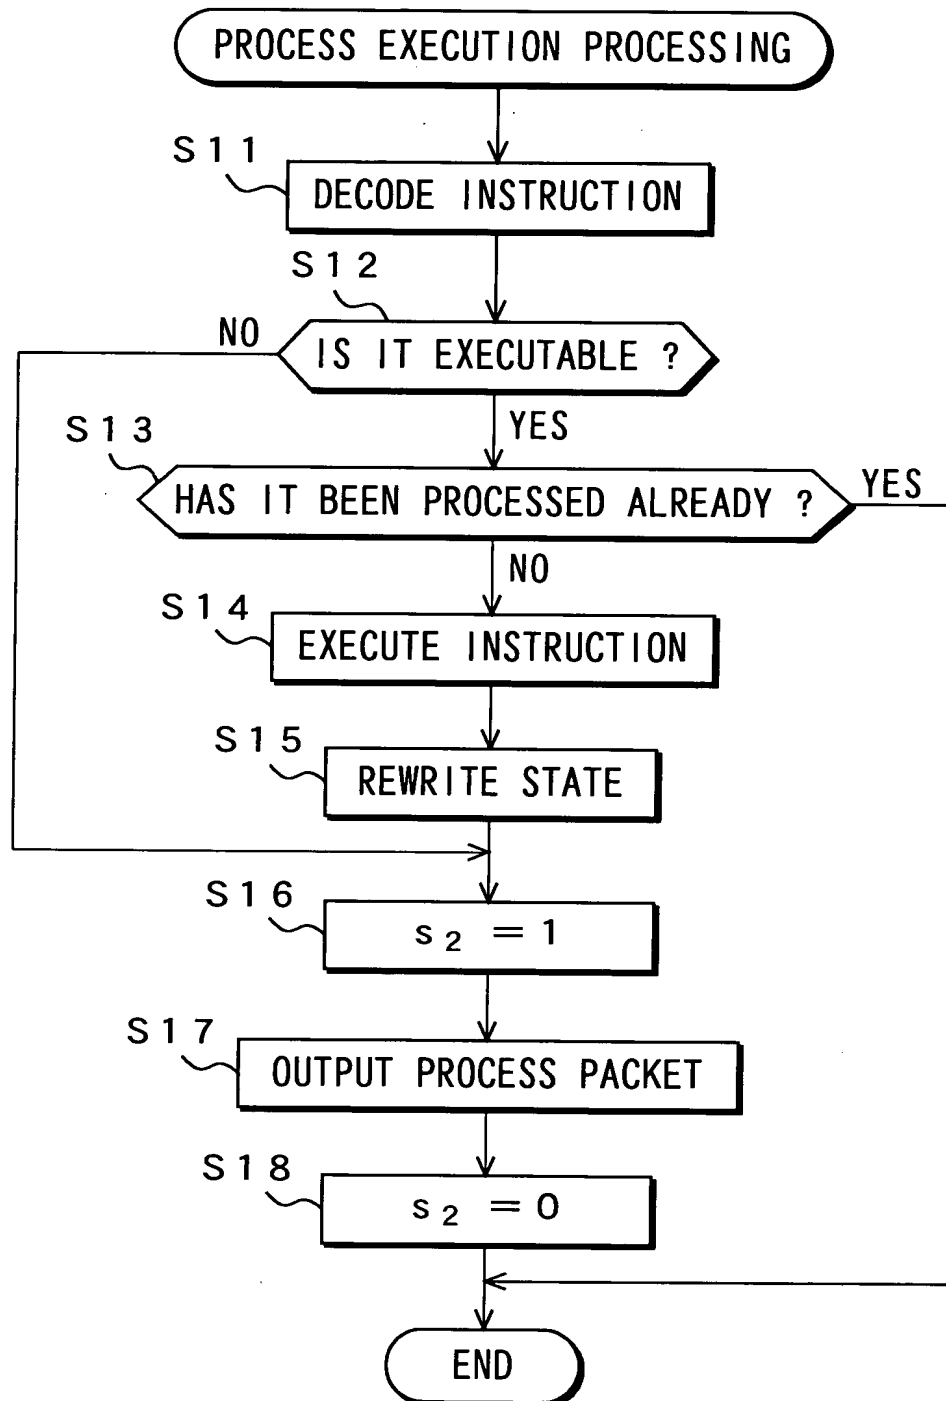 PROCESS EXECUTION PROCESSING
S11
DECODE INSTRUCTION
S12
NO
IS IT EXECUTABLE ?
YES
S13
HAS IT BEEN PROCESSED ALREADY ?
YES
NO
S14
EXECUTE INSTRUCTION
S15
REWRITE STATE
S16
s₂ = 1
S17
OUTPUT PROCESS PACKET
S18
s₂ = 0
END